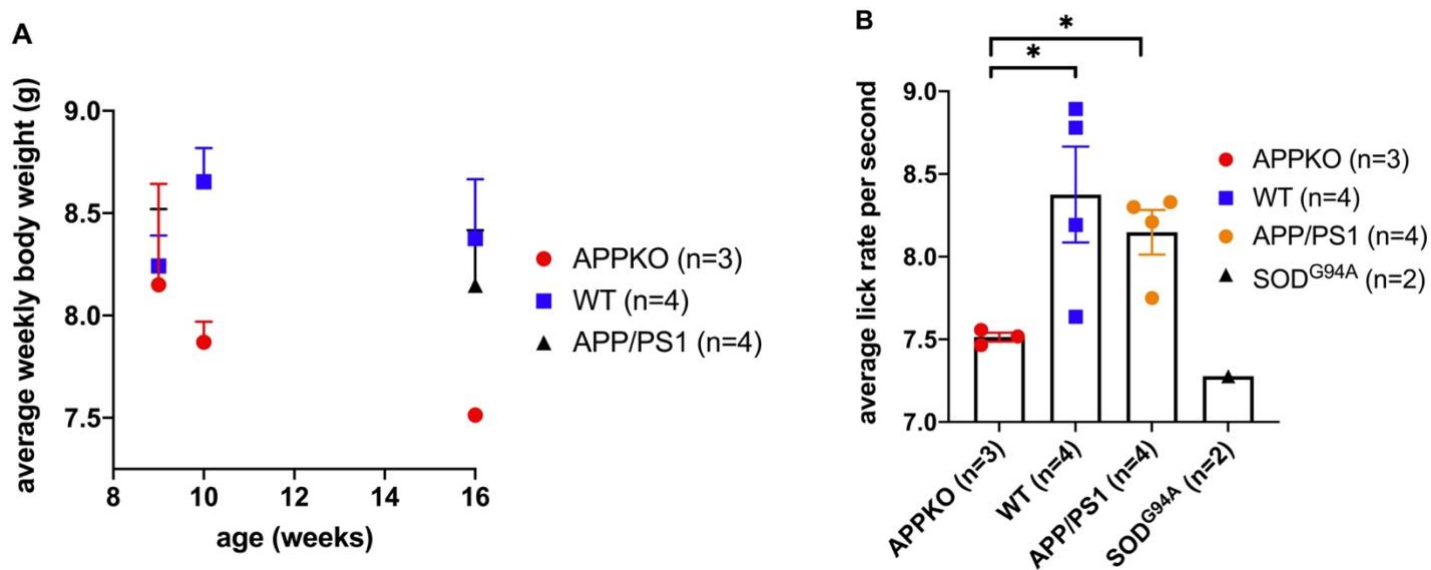 A
average weekly body weight (g)
9.0
8.5
8.0
7.5
8
10
12
14
16
age (weeks)
APPKO (n=3)
WT (n=4)
APP/PS1 (n=4)
B
*
*
average lick rate per second
9.0
8.5
8.0
7.5
7.0
APPKO (n=3)
WT (n=4)
APP/PS1 (n=4)
SODG94A (n=2)
APPKO (n=3)
WT (n=4)
APP/PS1 (n=4)
SODG94A (n=2)